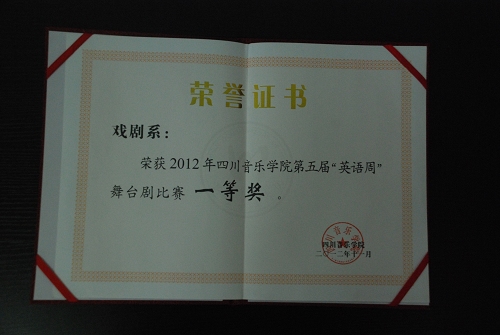 荣誉证书
戏剧系：
荣获2012年四川音乐学院第五届“英语周”
舞台剧比赛 一等奖 。
四川音乐学院
二〇一二年十一月